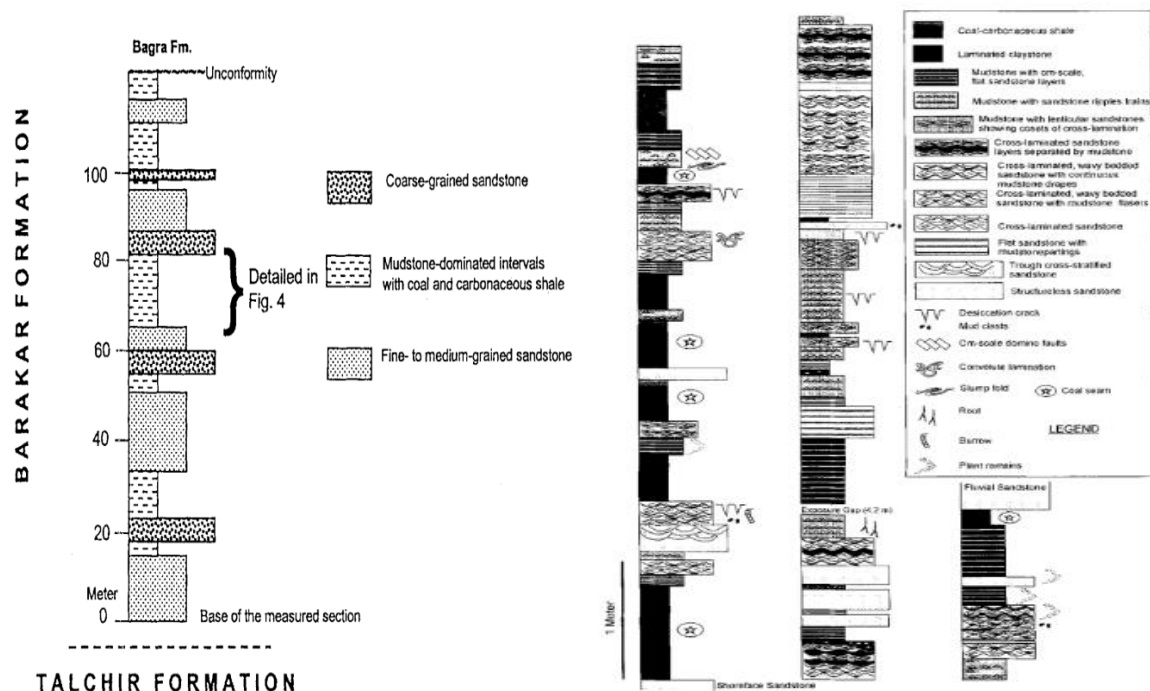 Bagra Fm.
Unconformity
BARAKAR FORMATION
100
80
60
40
20
Meter
0
Coarse-grained sandstone
Detailed in
Fig. 4
Mudstone-dominated intervals
with coal and carbonaceous shale
Fine- to medium-grained sandstone
Base of the measured section
TALCHIR FORMATION
1 Meter
Shoreface Sandstone
Exposure Gap (4.2 m)
Fluvial Sandstone
Coal-carbonaceous shale
Laminated claystone
Mudstone with cm-scale,
flat sandstone layers
Mudstone with sandstone ripples trains
Mudstone with lenticular sandstones
showing cosets of cross-lamination
Cross-laminated sandstone
layers separated by mudstone
Cross-laminated, wavy bedded
sandstone with continuous
mudstone drapes
Cross-laminated, wavy bedded
sandstone with mudstone flasers
Cross-laminated sandstone
Flat sandstone with
mudstone partings
Trough cross-stratified
sandstone
Structureless sandstone
Desiccation crack
Mud clasts
Cm-scale domino faults
Convolute lamination
Slump fold
Coal seam
Root
LEGEND
Burrow
Plant remains